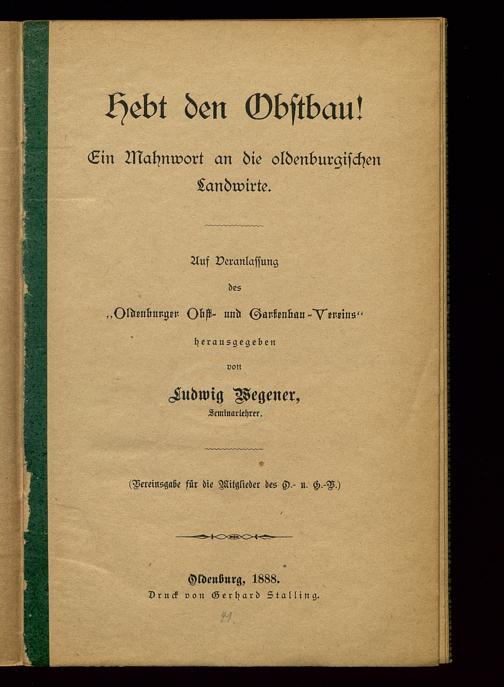 Hebt den Obstbau!
Ein Mahnwort an die oldenburgischen
Landwirte.
Auf Veranlassung
des
„Oldenburger Obst- und Gartenbau-Vereins“
herausgegeben
von
Ludwig Wegener,
Seminarlehrer.
(Vereinsgabe für die Mitglieder des O.- u. G.-V.)
Oldenburg, 1888.
Druck von Gerhard Stalling.